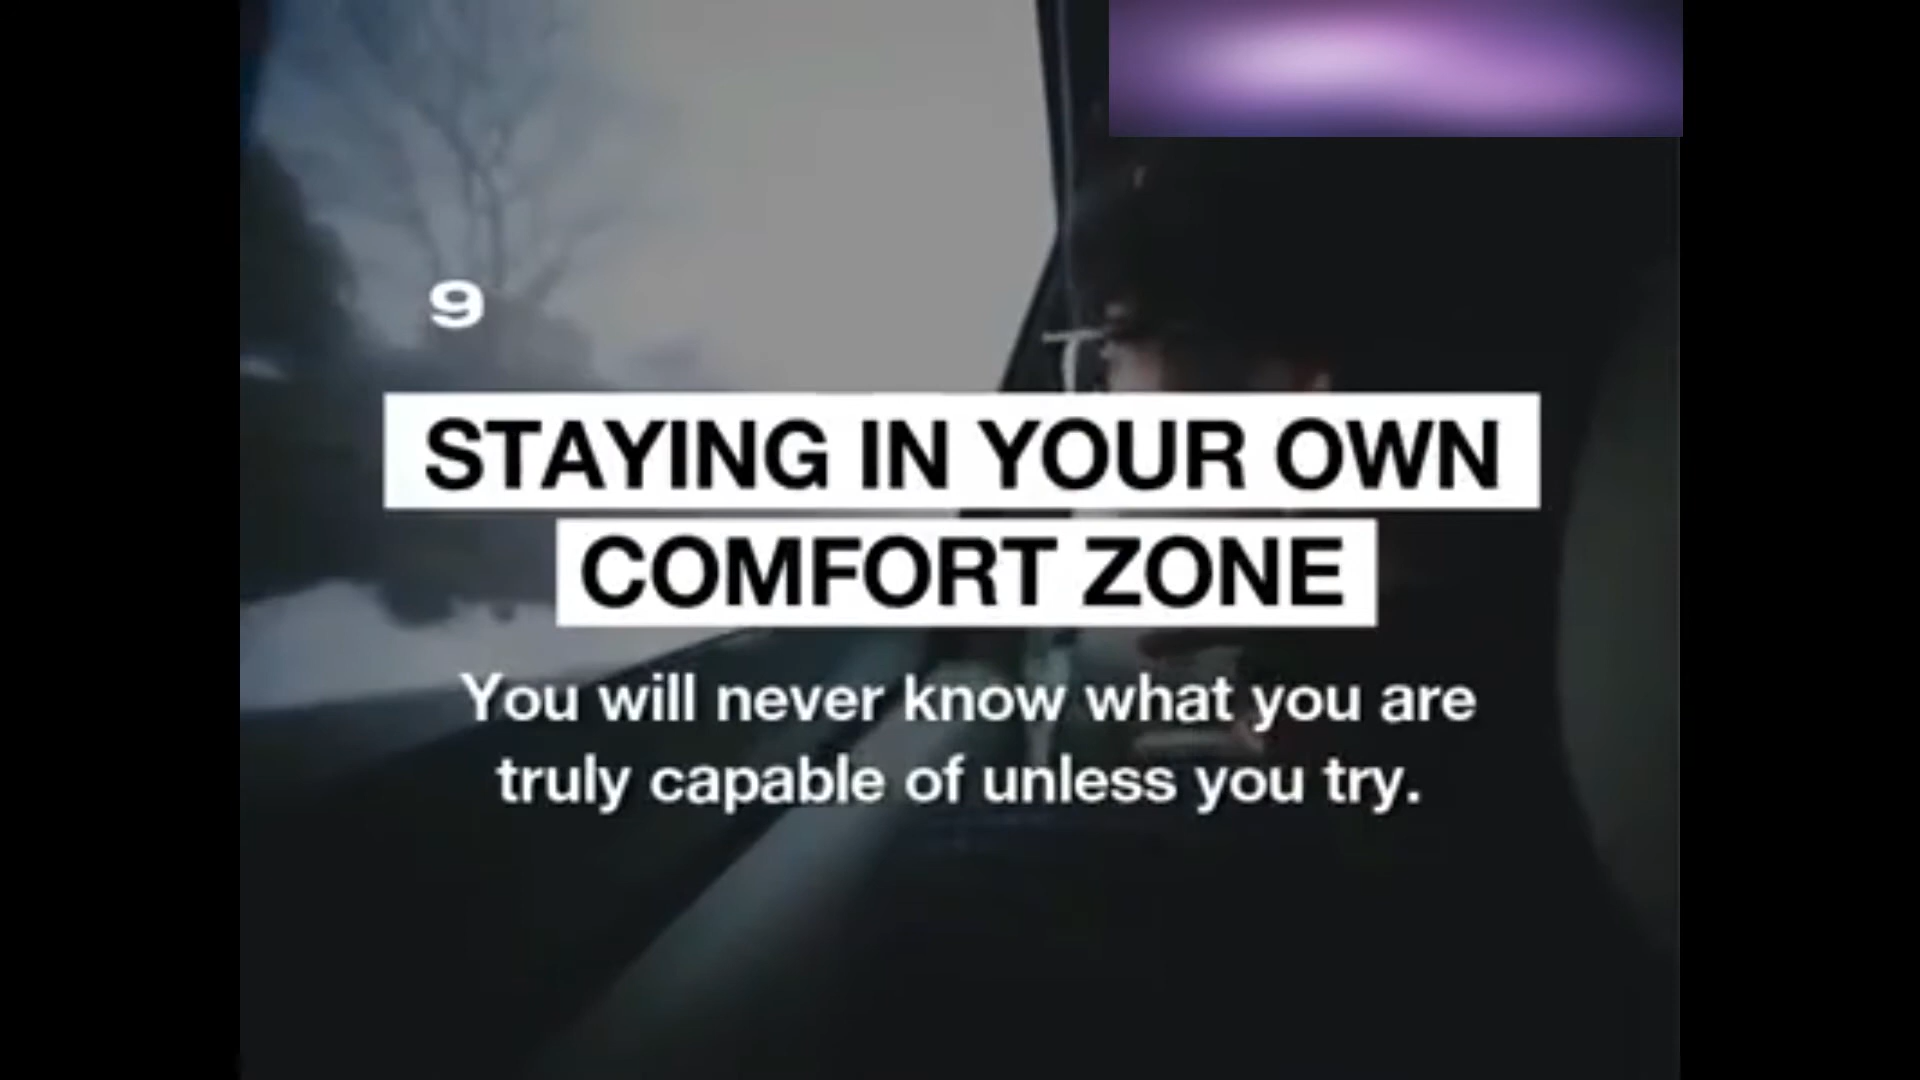 9
STAYING IN YOUR OWN
COMFORT ZONE
You will never know what you are
truly capable of unless you try.